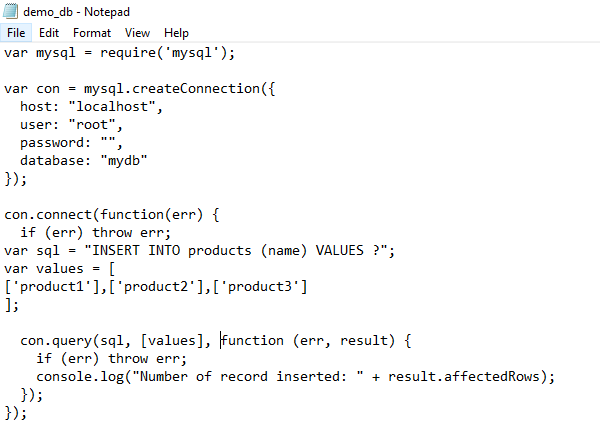 demo_db - Notepad
File Edit Format View Help
var mysql = require('mysql');
var con = mysql.createConnection({
  host: "localhost",
  user: "root",
  password: "",
  database: "mydb"
});
con.connect(function(err) {
  if (err) throw err;
var sql = "INSERT INTO products (name) VALUES ?";
var values = [
['product1'],['product2'],['product3']
];
  con.query(sql, [values], function (err, result) {
    if (err) throw err;
    console.log("Number of record inserted: " + result.affectedRows);
  });
});